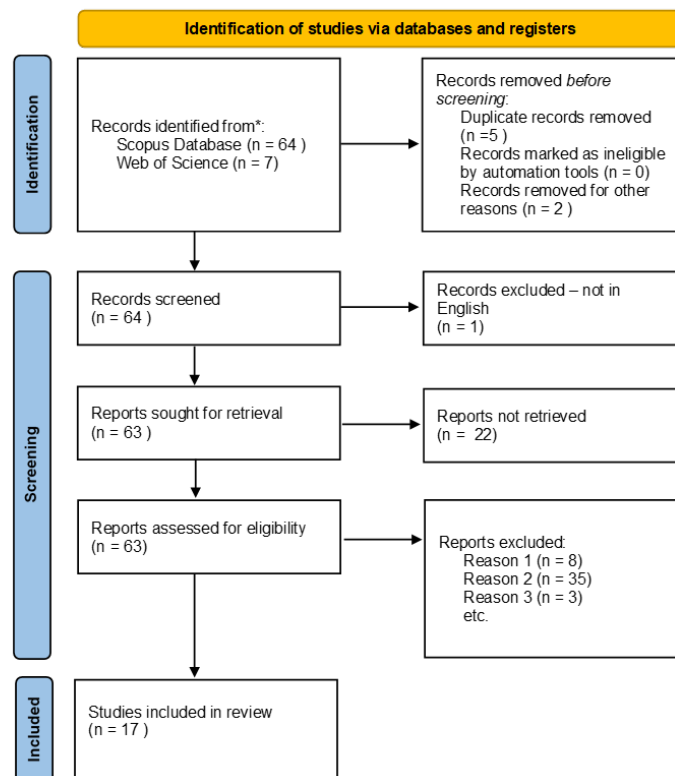 Identification of studies via databases and registers
Identification
Records identified from*:
Scopus Database (n = 64 )
Web of Science (n = 7)
Records removed before
screening:
Duplicate records removed
(n =5 )
Records marked as ineligible
by automation tools (n = 0)
Records removed for other
reasons (n = 2 )
Screening
Records screened
(n = 64 )
Records excluded – not in
English
(n = 1)
Reports sought for retrieval
(n = 63 )
Reports not retrieved
(n = 22)
Reports assessed for eligibility
(n = 63)
Reports excluded:
Reason 1 (n = 8)
Reason 2 (n = 35)
Reason 3 (n = 3)
etc.
Included
Studies included in review
(n = 17 )